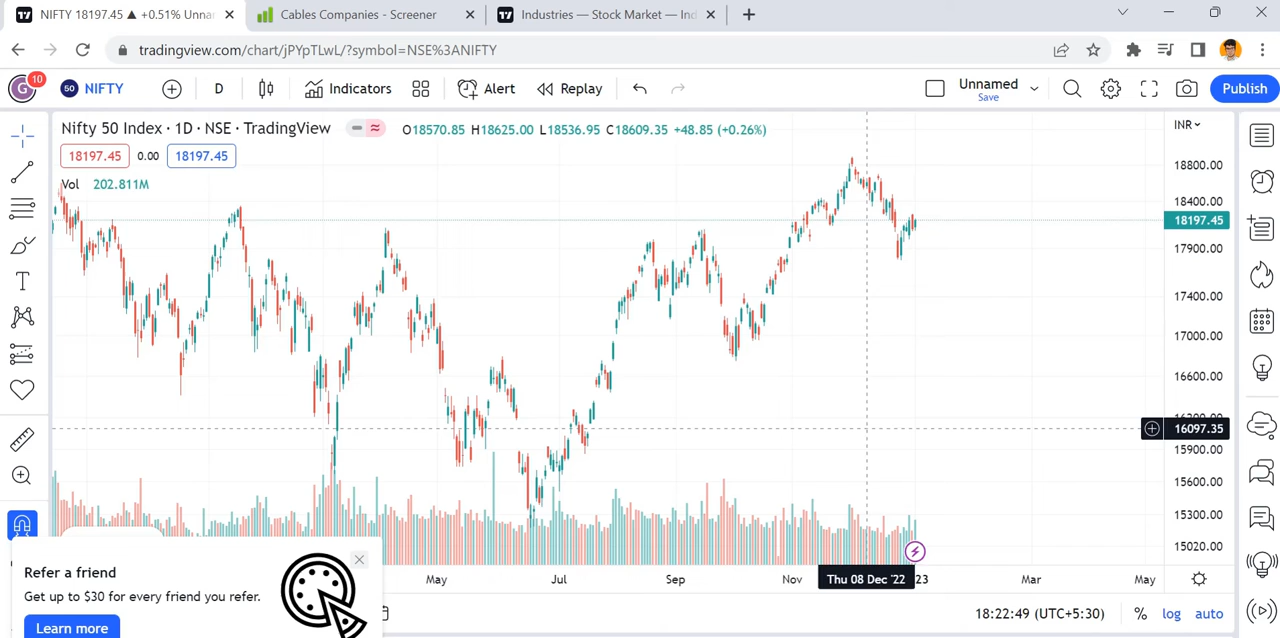 NIFTY 18197.45 ▲ +0.51% Unnar
Cables Companies - Screener
Industries — Stock Market — Ind
tradingview.com/chart/jPYpTLwL/?symbol=NSE%3ANIFTY
G 10
50 NIFTY
D
Indicators
Alert
Replay
Unnamed
Save
Publish
Nifty 50 Index · 1D · NSE · TradingView
O18570.85 H18625.00 L18536.95 C18609.35 +48.85 (+0.26%)
INR
18197.45 0.00 18197.45
Vol 202.811M
18800.00
18400.00
18197.45
17900.00
17400.00
17000.00
16600.00
16200.00
16097.35
15900.00
15600.00
15300.00
15020.00
May Jul Sep Nov Thu 08 Dec '22 23 Mar May
Refer a friend
Get up to $30 for every friend you refer.
Learn more
18:22:49 (UTC+5:30) % log auto